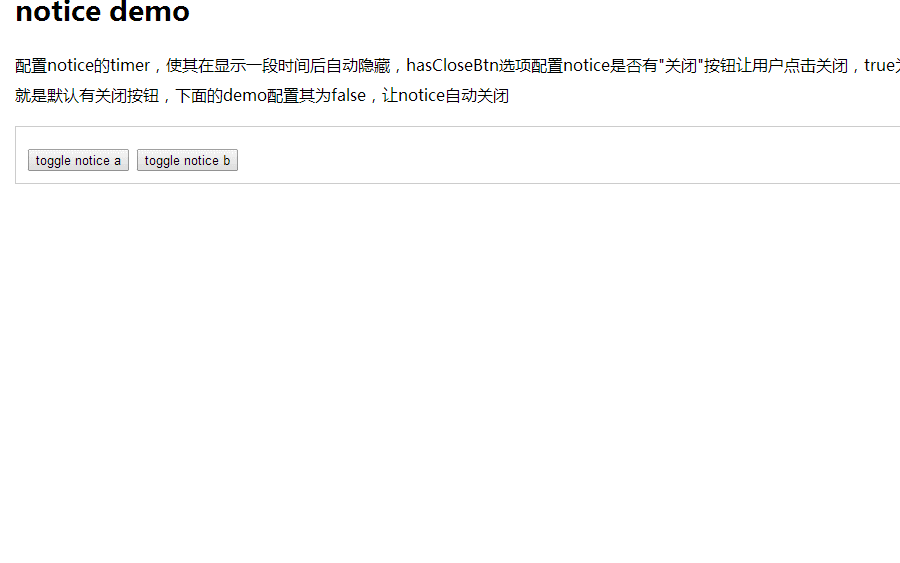 notice demo
配置notice的timer，使其在显示一段时间后自动隐藏，hasCloseBtn选项配置notice是否有"关闭"按钮让用户点击关闭，true
就是默认有关闭按钮，下面的demo配置其为false，让notice自动关闭
toggle notice a toggle notice b